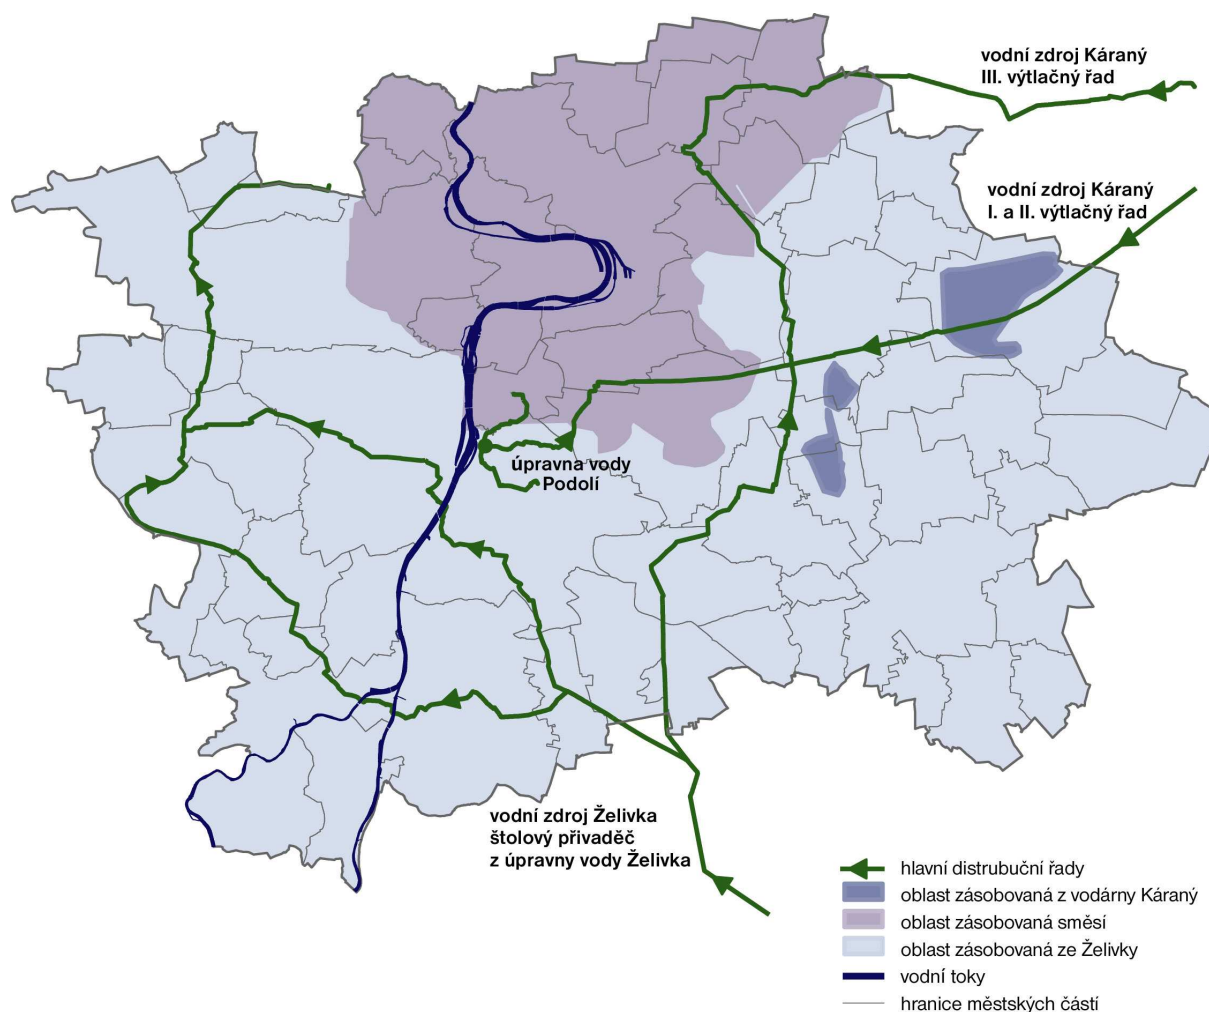 vodní zdroj Káraný
III. výtlačný řad
vodní zdroj Káraný
I. a II. výtlačný řad
úpravna vody
Podolí
vodní zdroj Želivka
štolový přivaděč
z úpravny vody Želivka
hlavní distrubuční řady
oblast zásobovaná z vodárny Káraný
oblast zásobovaná směsí
oblast zásobovaná ze Želivky
vodní toky
hranice městských částí